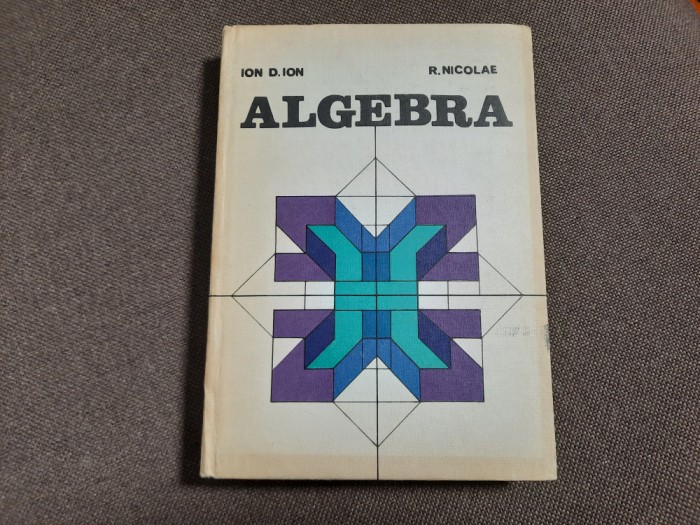 ION D. ION R. NICOLAE
ALGEBRA